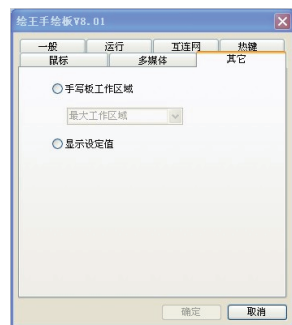 绘王手绘板V8.01
一般 运行 互连网 热键
鼠标 多媒体 其它
手写板工作区域
最大工作区域
显示设定值
确定 取消